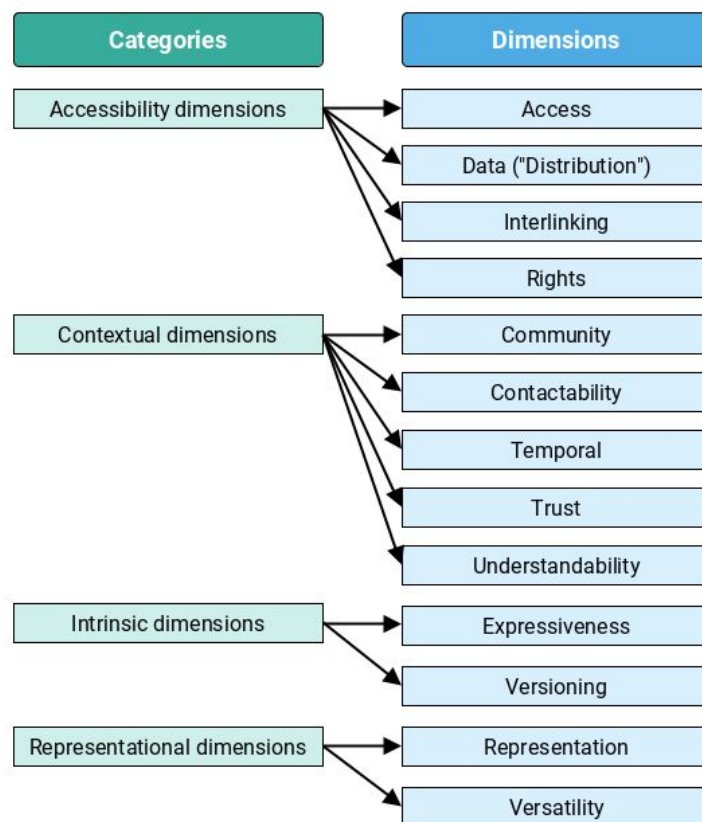 Categories
Dimensions
Accessibility dimensions
Access
Data ("Distribution")
Interlinking
Rights
Contextual dimensions
Community
Contactability
Temporal
Trust
Understandability
Intrinsic dimensions
Expressiveness
Versioning
Representational dimensions
Representation
Versatility